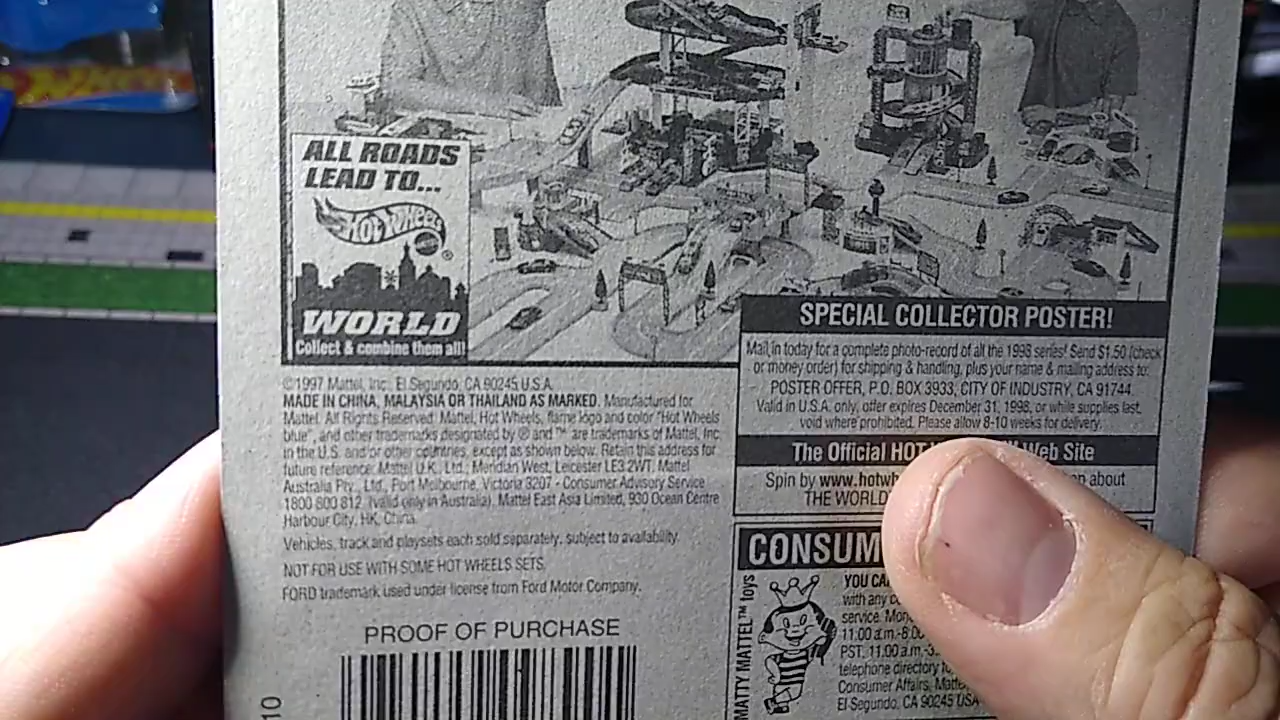 ALL ROADS
LEAD TO...
Hot Wheels
®
WORLD
Collect & combine them all!
SPECIAL COLLECTOR POSTER!
Mail in today for a complete photo-record of all the 1998 series! Send $1.50 (check
or money order) for shipping & handling, plus your name & mailing address to:
POSTER OFFER, P.O. BOX 3933, CITY OF INDUSTRY, CA 91744.
Valid in U.S.A. only, offer expires December 31, 1998, or while supplies last,
void where prohibited. Please allow 8-10 weeks for delivery.
The Official HOT Web Site
Spin by www.hotwh about
THE WORLD
©1997 Mattel, Inc. El Segundo, CA 90245 U.S.A.
MADE IN CHINA, MALAYSIA OR THAILAND AS MARKED. Manufactured for
Mattel. All Rights Reserved. Mattel, Hot Wheels, flame logo and color "Hot Wheels
blue", and other trademarks designated by ® and ™ are trademarks of Mattel, Inc.
in the U.S. and/or other countries, except as shown below. Retain this address for
future reference: Mattel U.K., Ltd., Meridian West, Leicester LE3 2WT. Mattel
Australia Pty., Ltd., Port Melbourne, Victoria 3207 - Consumer Advisory Service
1800 800 812 (valid only in Australia). Mattel East Asia Limited, 930 Ocean Centre
Harbour City, HK, China.
Vehicles, track and playsets each sold separately, subject to availability.
NOT FOR USE WITH SOME HOT WHEELS SETS.
FORD trademark used under license from Ford Motor Company.
PROOF OF PURCHASE
10
CONSUM
MATTY MATTEL™ toys
YOU CA
with any
service. Mon
11:00 a.m.-8:00
PST, 11:00 a.m.-3
telephone directory fo
Consumer Affairs, Matte
El Segundo, CA 90245 USA